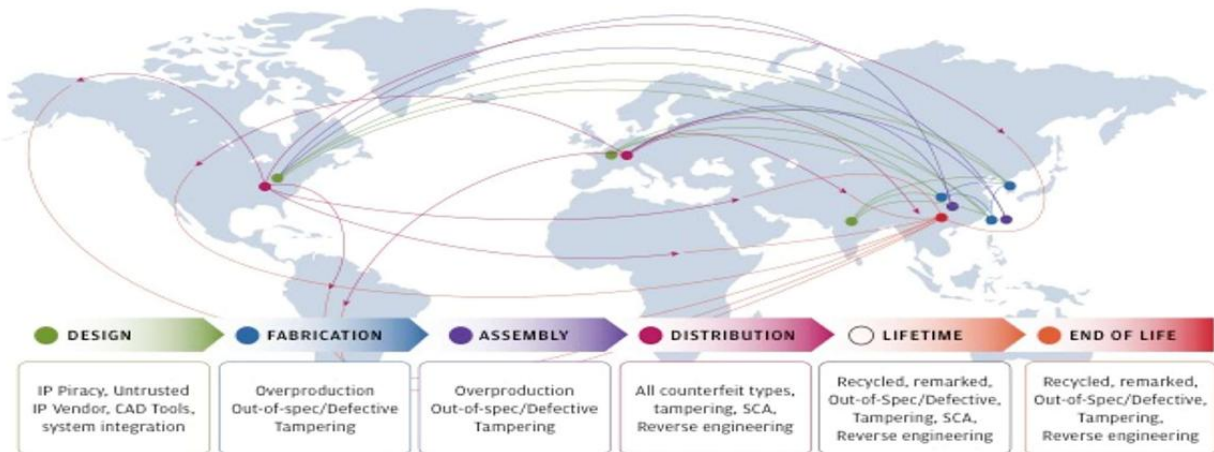 DESIGN
FABRICATION
ASSEMBLY
DISTRIBUTION
LIFETIME
END OF LIFE
IP Piracy, Untrusted
IP Vendor, CAD Tools,
system integration
Overproduction
Out-of-spec/Defective
Tampering
Overproduction
Out-of-spec/Defective
Tampering
All counterfeit types,
tampering, SCA,
Reverse engineering
Recycled, remarked,
Out-of-Spec/Defective,
Tampering, SCA,
Reverse engineering
Recycled, remarked,
Out-of-Spec/Defective,
Tampering,
Reverse engineering